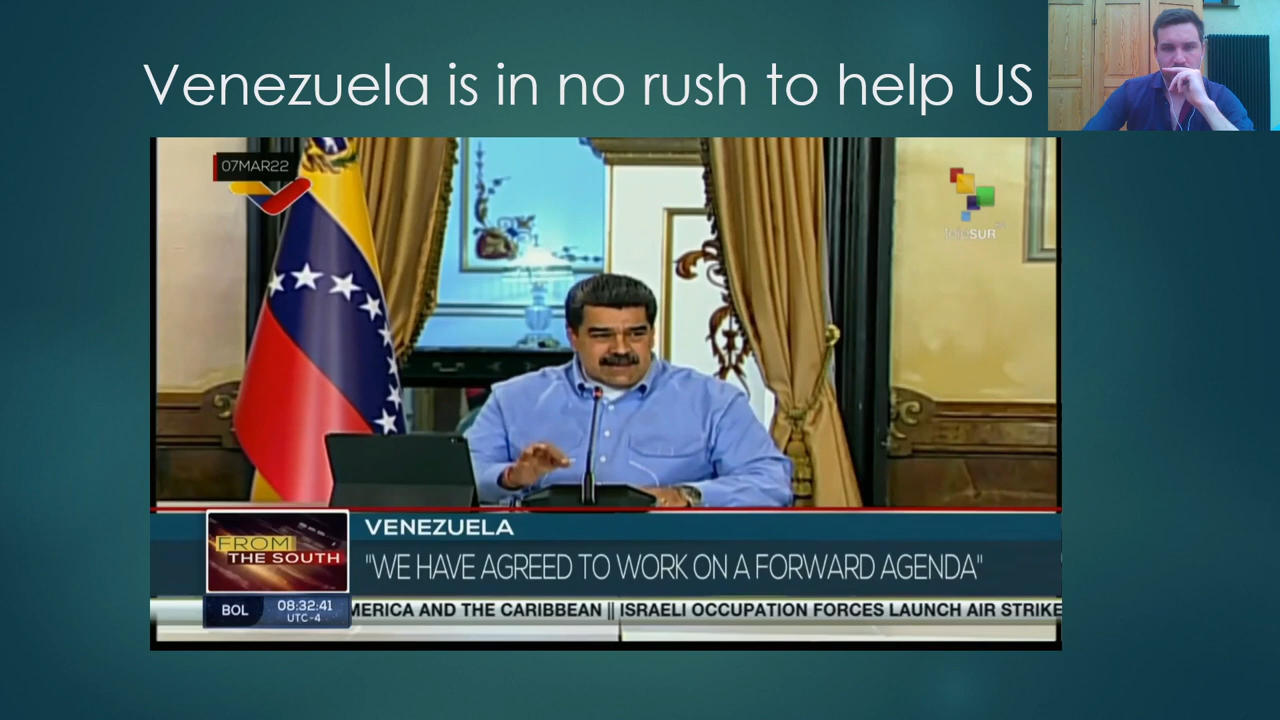 Venezuela is in no rush to help US
07MAR22
teleSUR
VENEZUELA
"WE HAVE AGREED TO WORK ON A FORWARD AGENDA"
FROM
THE SOUTH
BOL
08:32:41
UTC-4
MERICA AND THE CARIBBEAN || ISRAELI OCCUPATION FORCES LAUNCH AIR STRIKE